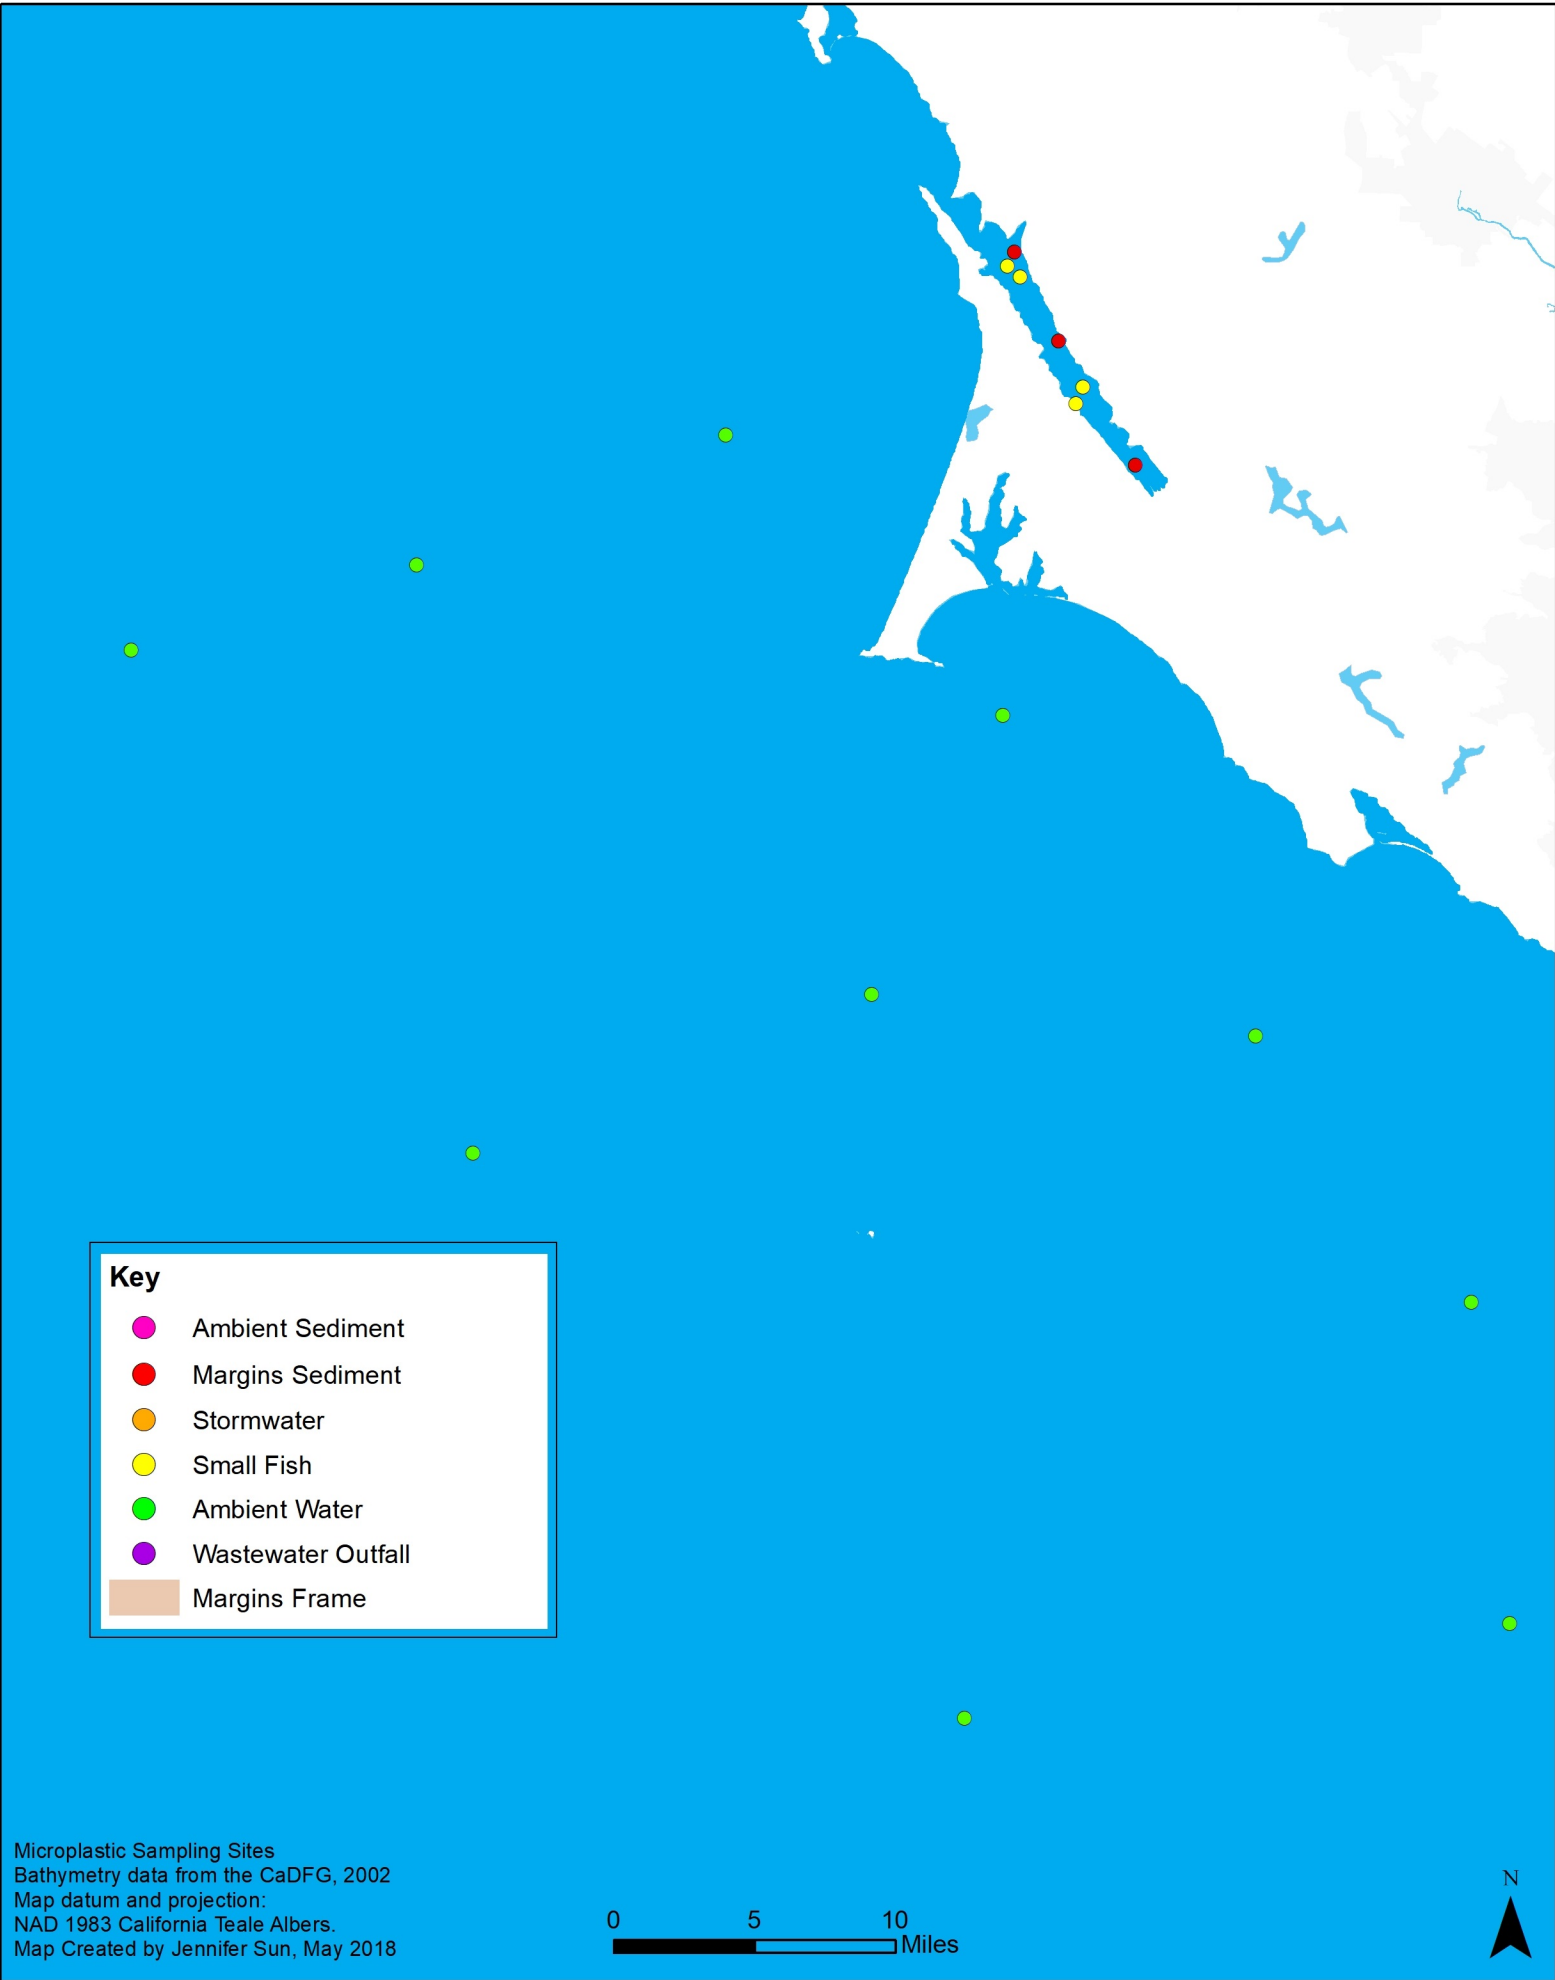 Key
Ambient Sediment
Margins Sediment
Stormwater
Small Fish
Ambient Water
Wastewater Outfall
Margins Frame
Microplastic Sampling Sites
Bathymetry data from the CaDFG, 2002
Map datum and projection:
NAD 1983 California Teale Albers.
Map Created by Jennifer Sun, May 2018
0 5 10
Miles
N